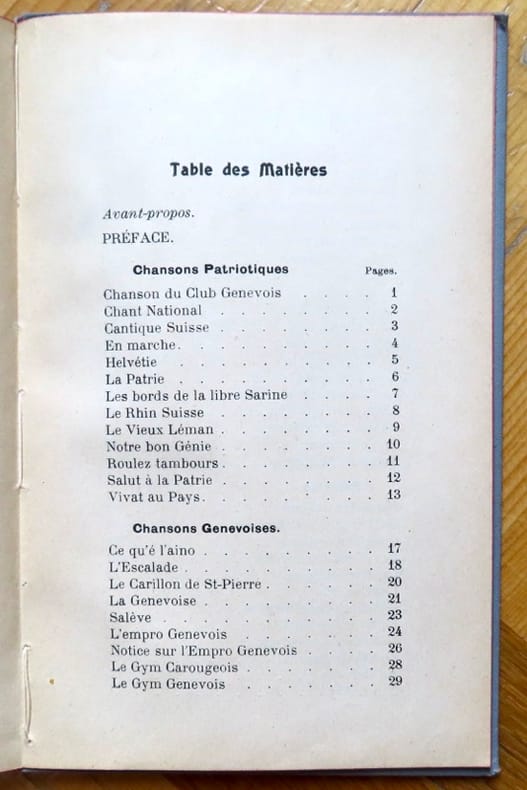 Table des Matières
Avant-propos.
PRÉFACE.
Chansons Patriotiques Pages.
Chanson du Club Genevois . . . . 1
Chant National . . . . . . . . 2
Cantique Suisse . . . . . . . . 3
En marche. . . . . . . . . . 4
Helvétie . . . . . . . . . 5
La Patrie . . . . . . . . . 6
Les bords de la libre Sarine . . . . 7
Le Rhin Suisse . . . . . . . . 8
Le Vieux Léman . . . . . . . . 9
Notre bon Génie . . . . . . . . 10
Roulez tambours . . . . . . . . 11
Salut à la Patrie . . . . . . . . 12
Vivat au Pays. . . . . . . . . 13
Chansons Genevoises.
Ce qu'é l'aino . . . . . . . . . 17
L'Escalade . . . . . . . . . . 18
Le Carillon de St-Pierre . . . . . . 20
La Genevoise . . . . . . . . . 21
Salève . . . . . . . . . . 23
L'empro Genevois . . . . . . . 24
Notice sur l'Empro Genevois . . . . 26
Le Gym Carougeois . . . . . . . 28
Le Gym Genevois . . . . . . . 29